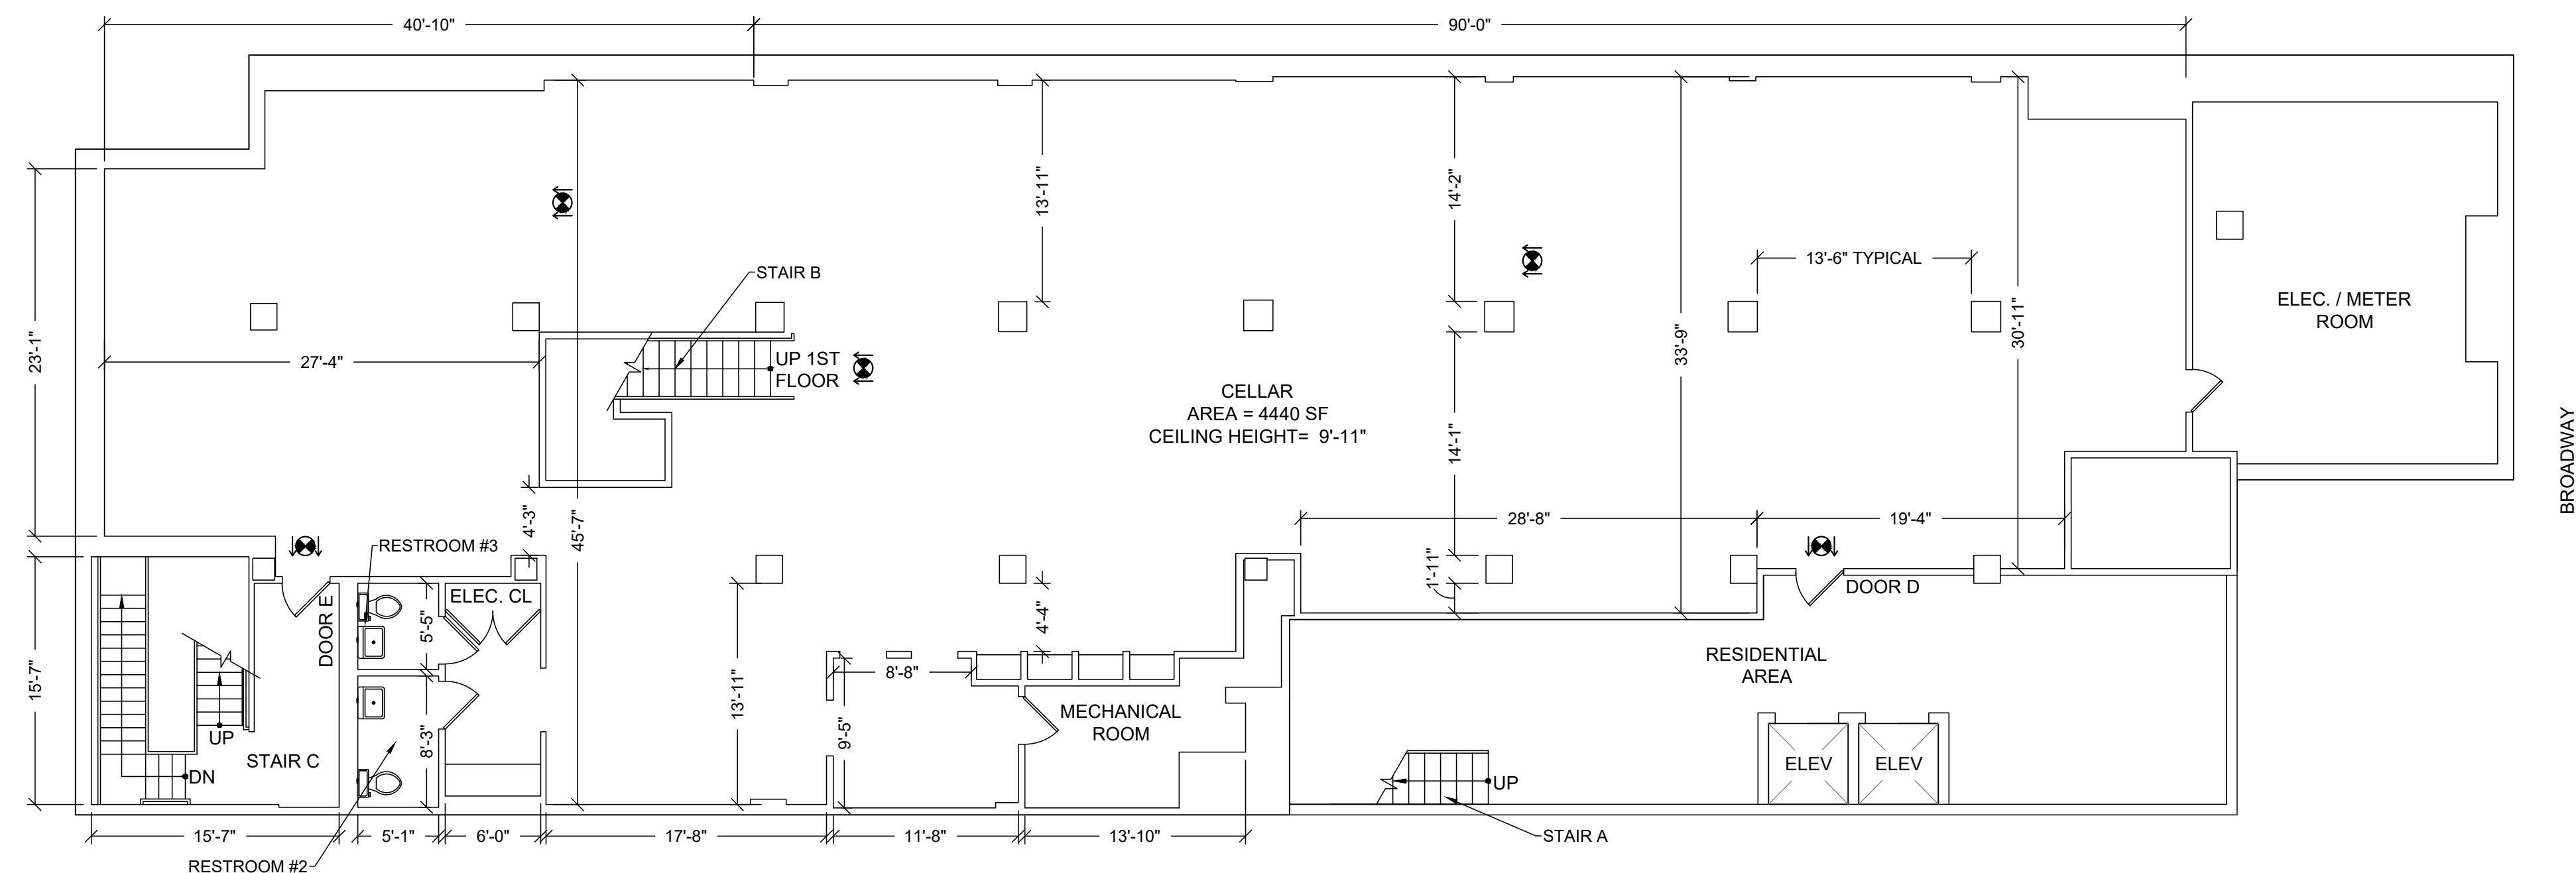 40'-10"
90'-0"
13'-11"
14'-2"
STAIR B
13'-6" TYPICAL
ELEC. / METER
ROOM
23'-1"
27'-4"
UP 1ST
FLOOR
33'-9"
30'-11"
CELLAR
AREA = 4440 SF
CEILING HEIGHT= 9'-11"
14'-1"
BROADWAY
4'-3"
45'-7"
28'-8"
19'-4"
RESTROOM #3
1'-11"
DOOR D
ELEC. CL
DOOR E
5'-5"
4'-4"
15'-7"
13'-11"
8'-8"
RESIDENTIAL
AREA
MECHANICAL
ROOM
UP
STAIR C
8'-3"
9'-5"
DN
ELEV
ELEV
UP
15'-7"
5'-1"
6'-0"
17'-8"
11'-8"
13'-10"
STAIR A
RESTROOM #2